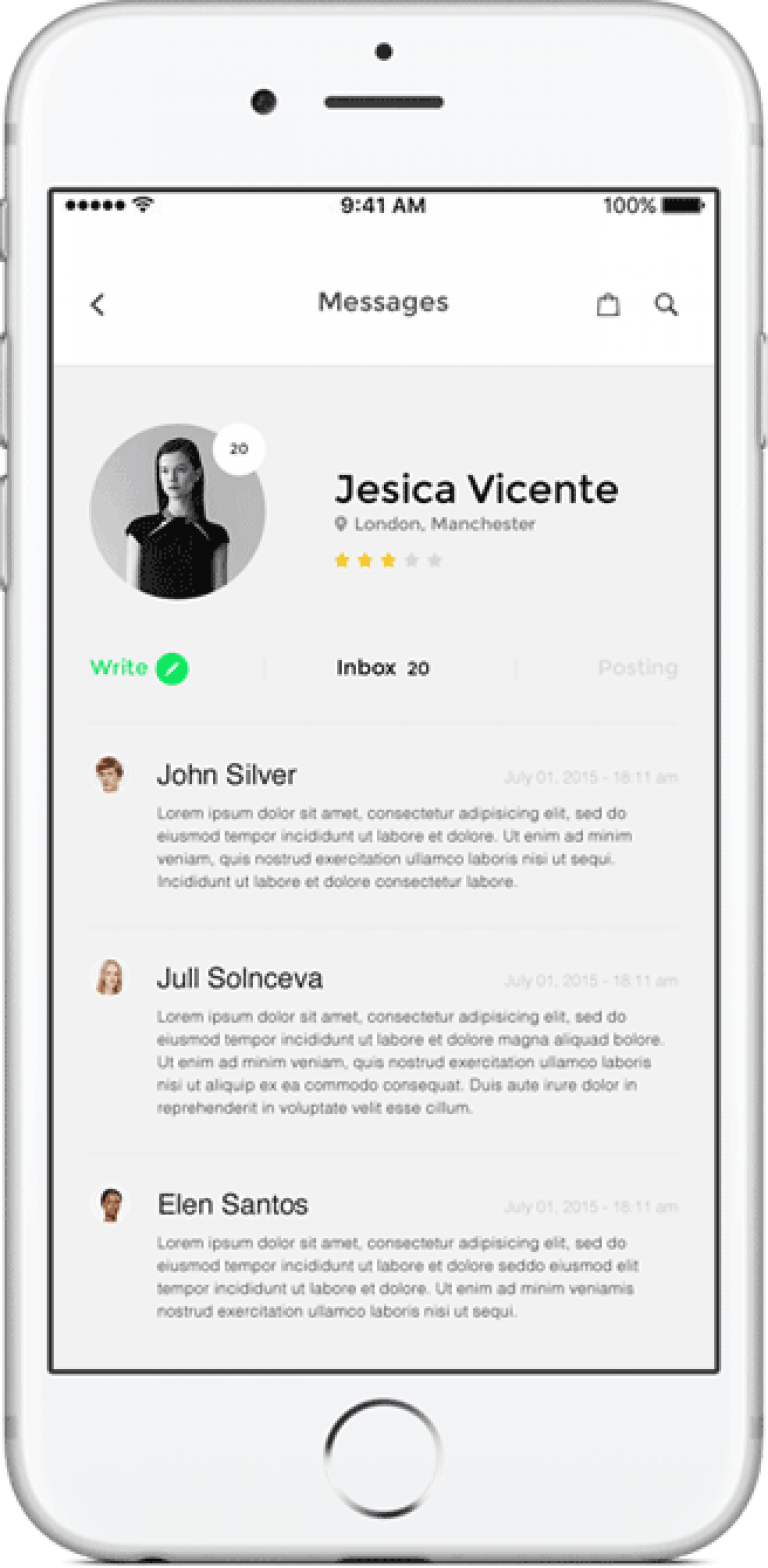 9:41 AM
100%
Messages
20
Jesica Vicente
London, Manchester
Write
Inbox 20
Posting
John Silver
July 01, 2015 - 18:11 am
Lorem ipsum dolor sit amet, consectetur adipisicing elit, sed do
eiusmod tempor incididunt ut labore et dolore. Ut enim ad minim
veniam, quis nostrud exercitation ullamco laboris nisi ut sequi.
Incididunt ut labore et dolore consectetur labore.
Jull Solnceva
July 01, 2015 - 18:11 am
Lorem ipsum dolor sit amet, consectetur adipisicing elit, sed do
eiusmod tempor incididunt ut labore et dolore magna aliquad bolore.
Ut enim ad minim veniam, quis nostrud exercitation ullamco laboris
nisi ut aliquip ex ea commodo consequat. Duis aute irure dolor in
reprehenderit in voluptate velit esse cillum.
Elen Santos
July 01, 2015 - 18:11 am
Lorem ipsum dolor sit amet, consectetur adipisicing elit, sed do
eiusmod tempor incididunt ut labore et dolore seddo eiusmod elit
tempor incididunt ut labore et dolore. Ut enim ad minim veniamis
nostrud exercitation ullamco laboris nisi ut sequi.